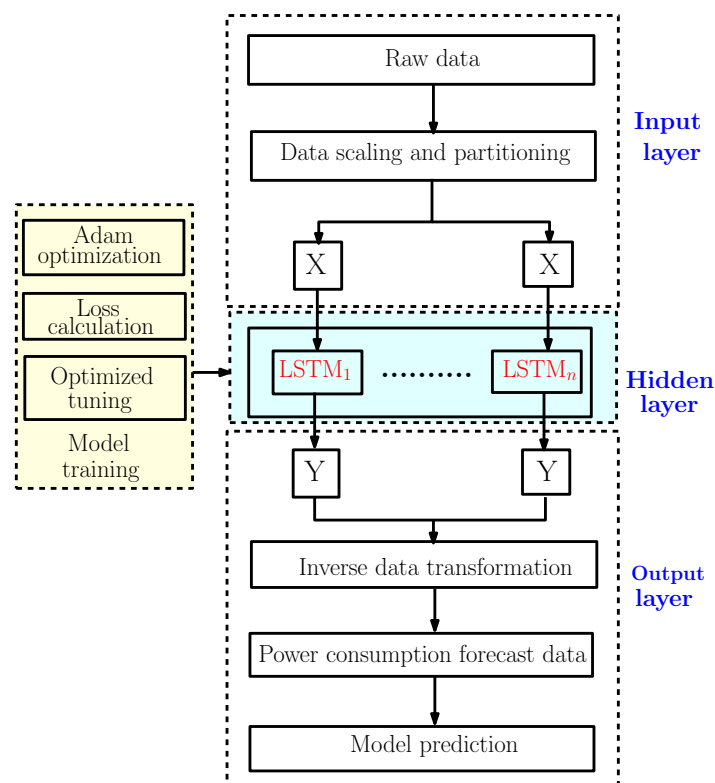 Raw data
Data scaling and partitioning
Input
layer
X
X
Adam
optimization
Loss
calculation
Optimized
tuning
Model
training
LSTM₁
..........
LSTMₙ
Hidden
layer
Y
Y
Inverse data transformation
Output
layer
Power consumption forecast data
Model prediction